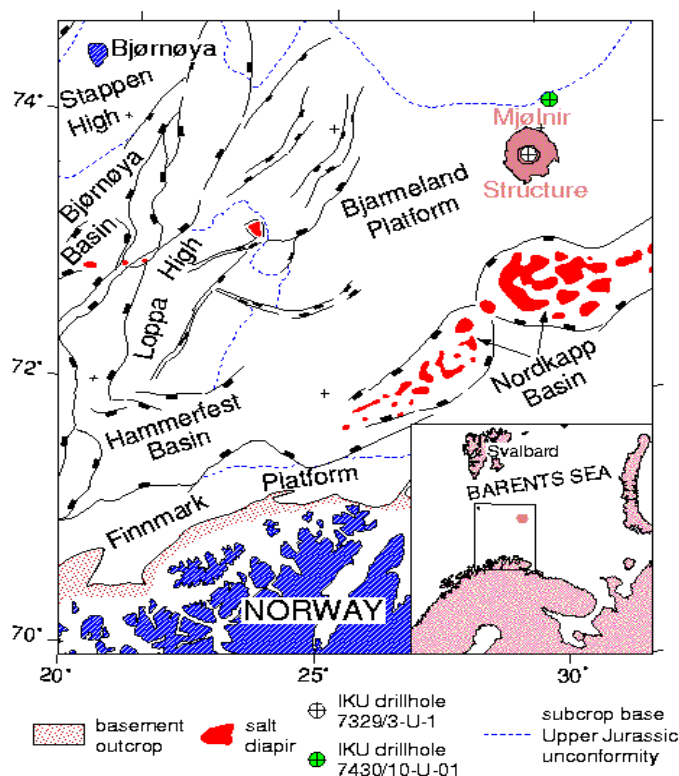 Bjørnøya
74°
Stappen
High
Mjølnir
Structure
Bjørnøya
Basin
Bjarmeland
Platform
High
Loppa
72°
Nordkapp
Basin
Hammerfest
Basin
Svalbard
BARENTS SEA
Platform
Finnmark
NORWAY
70°
20°
25°
30°
basement
outcrop
salt
diapir
IKU drillhole
7329/3-U-1
IKU drillhole
7430/10-U-01
subcrop base
Upper Jurassic
unconformity